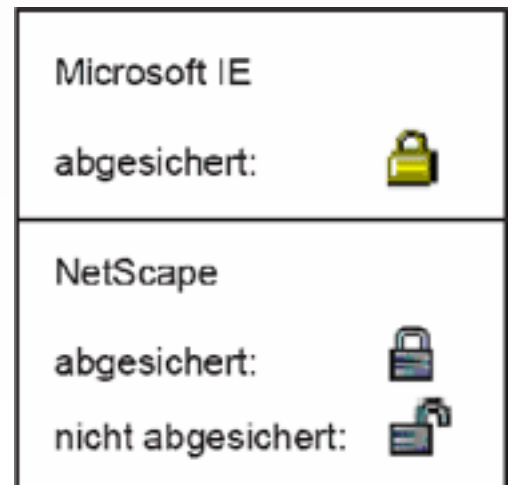 Microsoft IE
abgesichert:
NetScape
abgesichert:
nicht abgesichert: